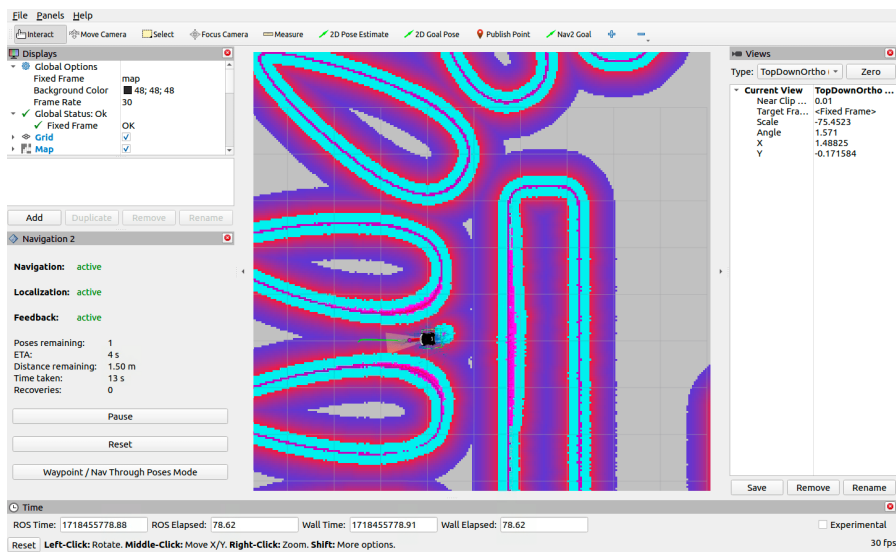 File Panels Help
Interact Move Camera Select Focus Camera Measure 2D Pose Estimate 2D Goal Pose Publish Point Nav2 Goal
Displays
Global Options
Fixed Frame map
Background Color 48; 48; 48
Frame Rate 30
Global Status: Ok
Fixed Frame OK
Grid
Map
Add Duplicate Remove Rename
Navigation 2
Navigation: active
Localization: active
Feedback: active
Poses remaining: 1
ETA: 4 s
Distance remaining: 1.50 m
Time taken: 13 s
Recoveries: 0
Pause
Reset
Waypoint / Nav Through Poses Mode
Views
Type: TopDownOrtho ( Zero
Current View TopDownOrtho ...
Near Clip ... 0.01
Target Fra... <Fixed Frame>
Scale -75.4523
Angle 1.571
X 1.48825
Y -0.171584
Save Remove Rename
Time
ROS Time: 1718455778.88 ROS Elapsed: 78.62 Wall Time: 1718455778.91 Wall Elapsed: 78.62 Experimental
Reset Left-Click: Rotate. Middle-Click: Move X/Y. Right-Click: Zoom. Shift: More options. 30 fps